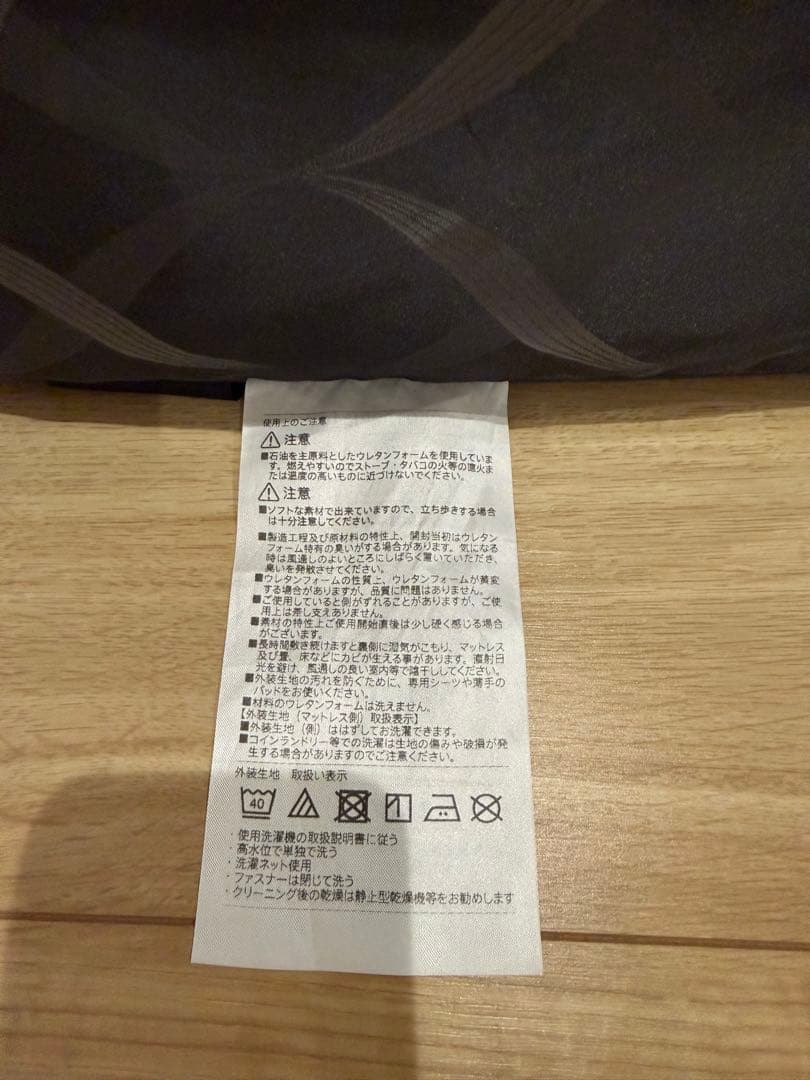 使用上のご注意
注意
■石油を主原料としたウレタンフォームを使用していま
す。燃えやすいのでストーブ・タバコの火等の直火ま
たは温度の高いものに近づけないでください。
注意
■ソフトな素材で出来ていますので、立ち歩きする場合
は十分注意してください。
■製造工程及び原材料の特性上、開封当初はウレタン
フォーム特有の臭いがする場合があります。気になる
時は風通しのよいところにしばらく置いていただき、
臭いを発散させてください。
■ウレタンフォームの性質上、ウレタンフォームが黄変
する場合がありますが、品質に問題はありません。
■ご使用していると側がずれることがありますが、ご使
用上は差し支えありません。
■素材の特性上ご使用開始直後は少し硬く感じる場合
がございます。
■長時間敷き続けますと裏側に湿気がこもり、マットレス
及び畳、床などにカビが生える事があります。直射日
光を避け、風通しの良い室内等で陰干ししてください。
■外装生地の汚れを防ぐために、専用シーツや薄手の
パッドをお使いください。
■材料のウレタンフォームは洗えません。
【外装生地（マットレス側）取扱表示】
■外装生地（側）ははずしてお洗濯できます。
■コインランドリー等での洗濯は生地の傷みや破損が発
生する場合がありますのでご注意ください。
外装生地 取扱い表示
40
・使用洗濯機の取扱説明書に従う
・高水位で単独で洗う
・洗濯ネット使用
・ファスナーは閉じて洗う
・クリーニング後の乾燥は静止型乾燥機等をお勧めします